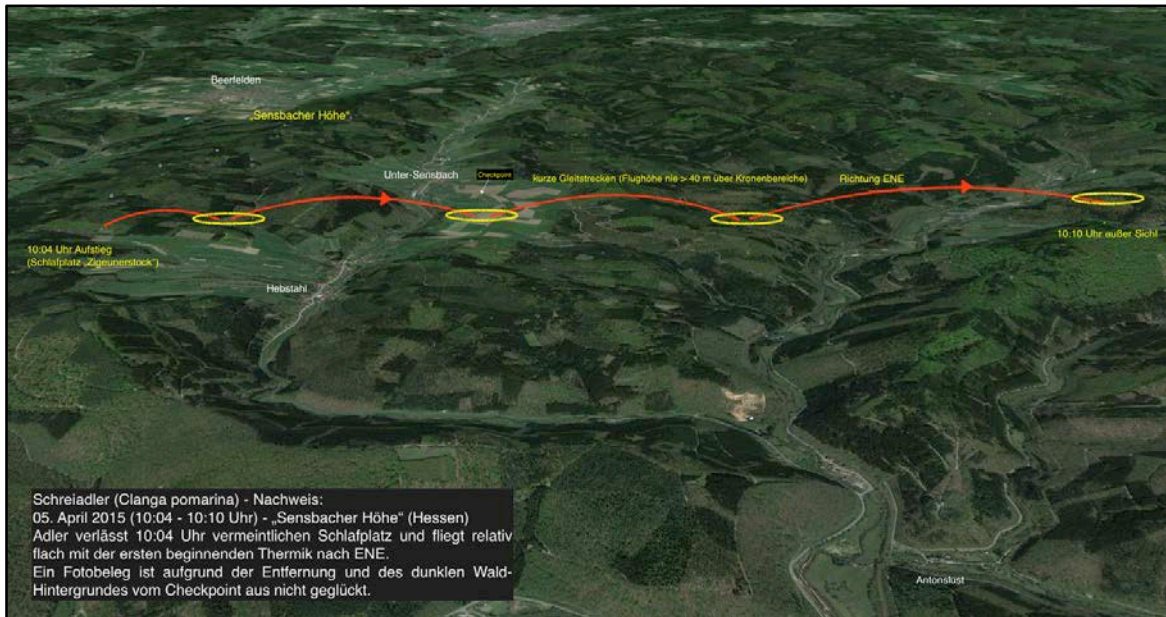 Beerfelden
„Sensbacher Höhe“
Unter-Sensbach
Checkpoint
kurze Gleitstrecken (Flughöhe nie > 40 m über Kronenbereiche)
Richtung ENE
10:04 Uhr Aufstieg
(Schlafplatz „Zigeunerstock“)
10:10 Uhr außer Sicht
Hebstahl
Schreiadler (Clanga pomarina) - Nachweis:
05. April 2015 (10:04 - 10:10 Uhr) - „Sensbacher Höhe“ (Hessen)
Adler verlässt 10:04 Uhr vermeintlichen Schlafplatz und fliegt relativ
flach mit der ersten beginnenden Thermik nach ENE.
Ein Fotobeleg ist aufgrund der Entfernung und des dunklen Wald-
Hintergrundes vom Checkpoint aus nicht geglückt.
Antonslust